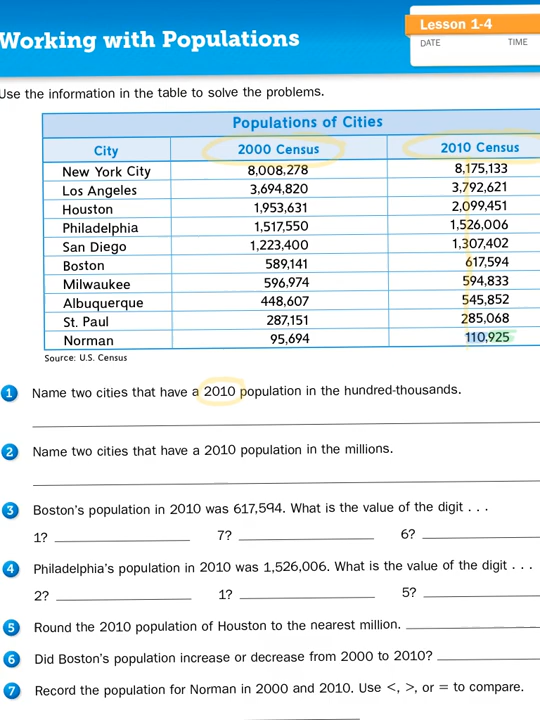 Lesson 1-4
Working with Populations
DATE TIME
Use the information in the table to solve the problems.
Populations of Cities
City 2000 Census 2010 Census
New York City 8,008,278 8,175,133
Los Angeles 3,694,820 3,792,621
Houston 1,953,631 2,099,451
Philadelphia 1,517,550 1,526,006
San Diego 1,223,400 1,307,402
Boston 589,141 617,594
Milwaukee 596,974 594,833
Albuquerque 448,607 545,852
St. Paul 287,151 285,068
Norman 95,694 110,925
Source: U.S. Census
1 Name two cities that have a 2010 population in the hundred-thousands.
2 Name two cities that have a 2010 population in the millions.
3 Boston's population in 2010 was 617,594. What is the value of the digit . . .
1? 7? 6?
4 Philadelphia's population in 2010 was 1,526,006. What is the value of the digit . . .
2? 1? 5?
5 Round the 2010 population of Houston to the nearest million.
6 Did Boston's population increase or decrease from 2000 to 2010?
7 Record the population for Norman in 2000 and 2010. Use <, >, or = to compare.